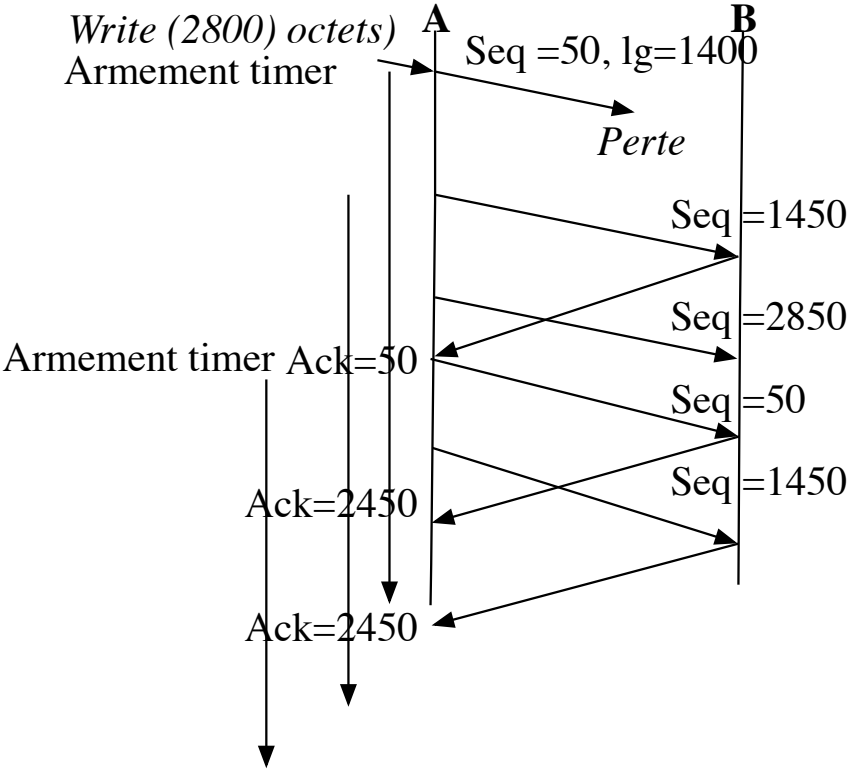 A B
Write (2800) octets)
Seq =50, lg=1400
Armement timer
Perte
Seq =1450
Seq =2850
Armement timer Ack=50
Seq =50
Seq =1450
Ack=2450
Ack=2450